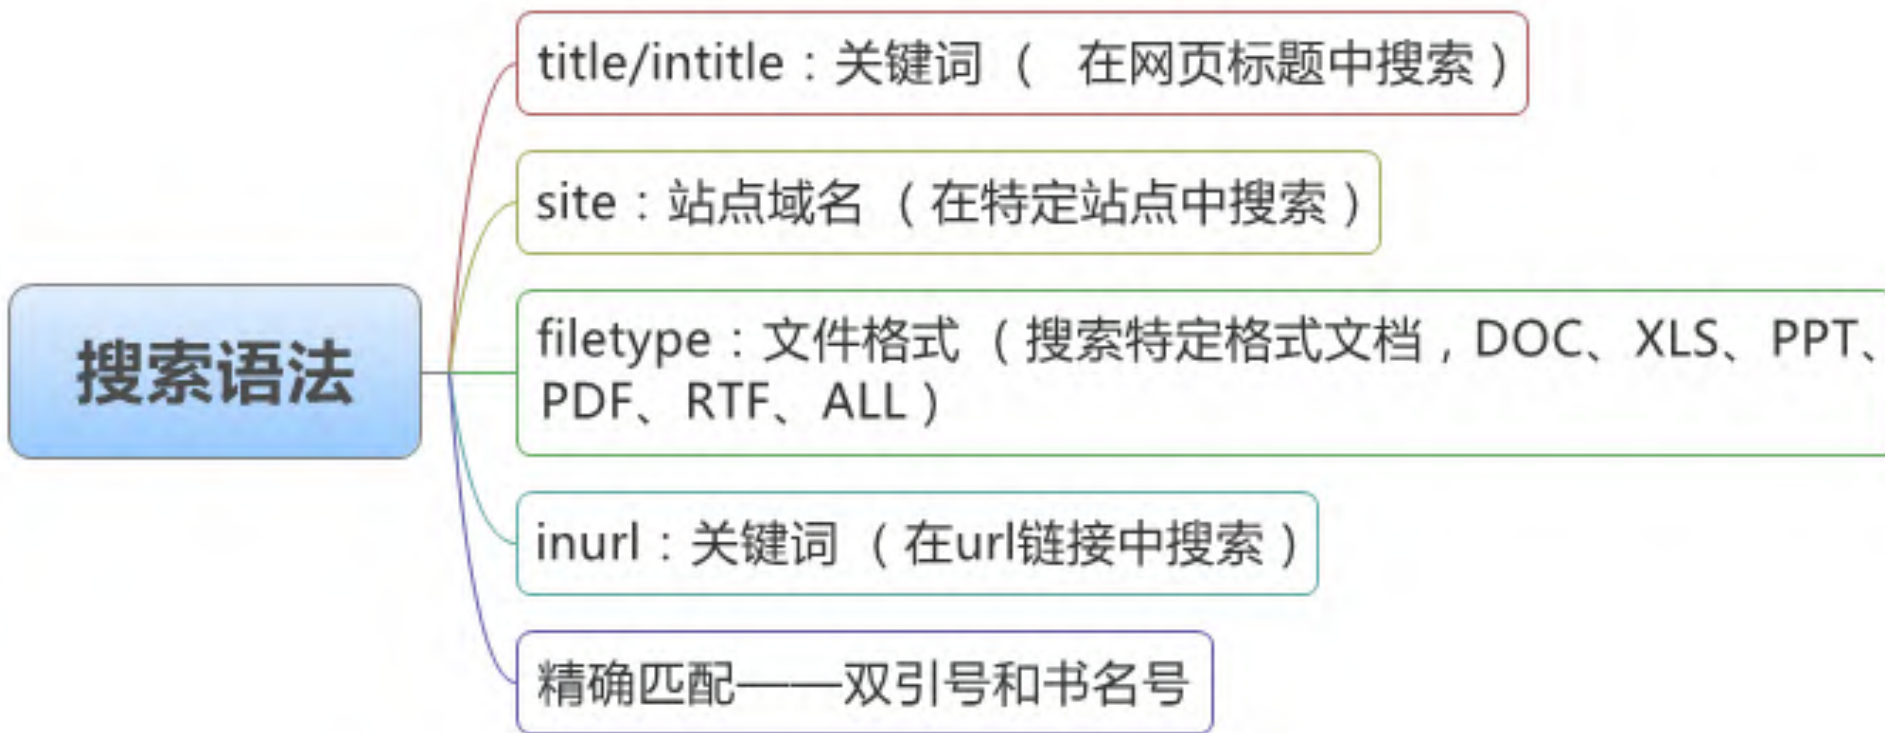 搜索语法
title/intitle：关键词 （ 在网页标题中搜索）
site：站点域名 （在特定站点中搜索）
filetype：文件格式 （搜索特定格式文档，DOC、XLS、PPT、
PDF、RTF、ALL）
inurl：关键词 （在url链接中搜索）
精确匹配——双引号和书名号